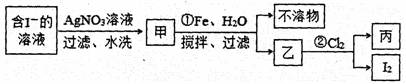 含I⁻的
溶液
AgNO₃溶液
过滤、水洗
甲
①Fe、H₂O
搅拌、过滤
不溶物
乙
②Cl₂
丙
I₂